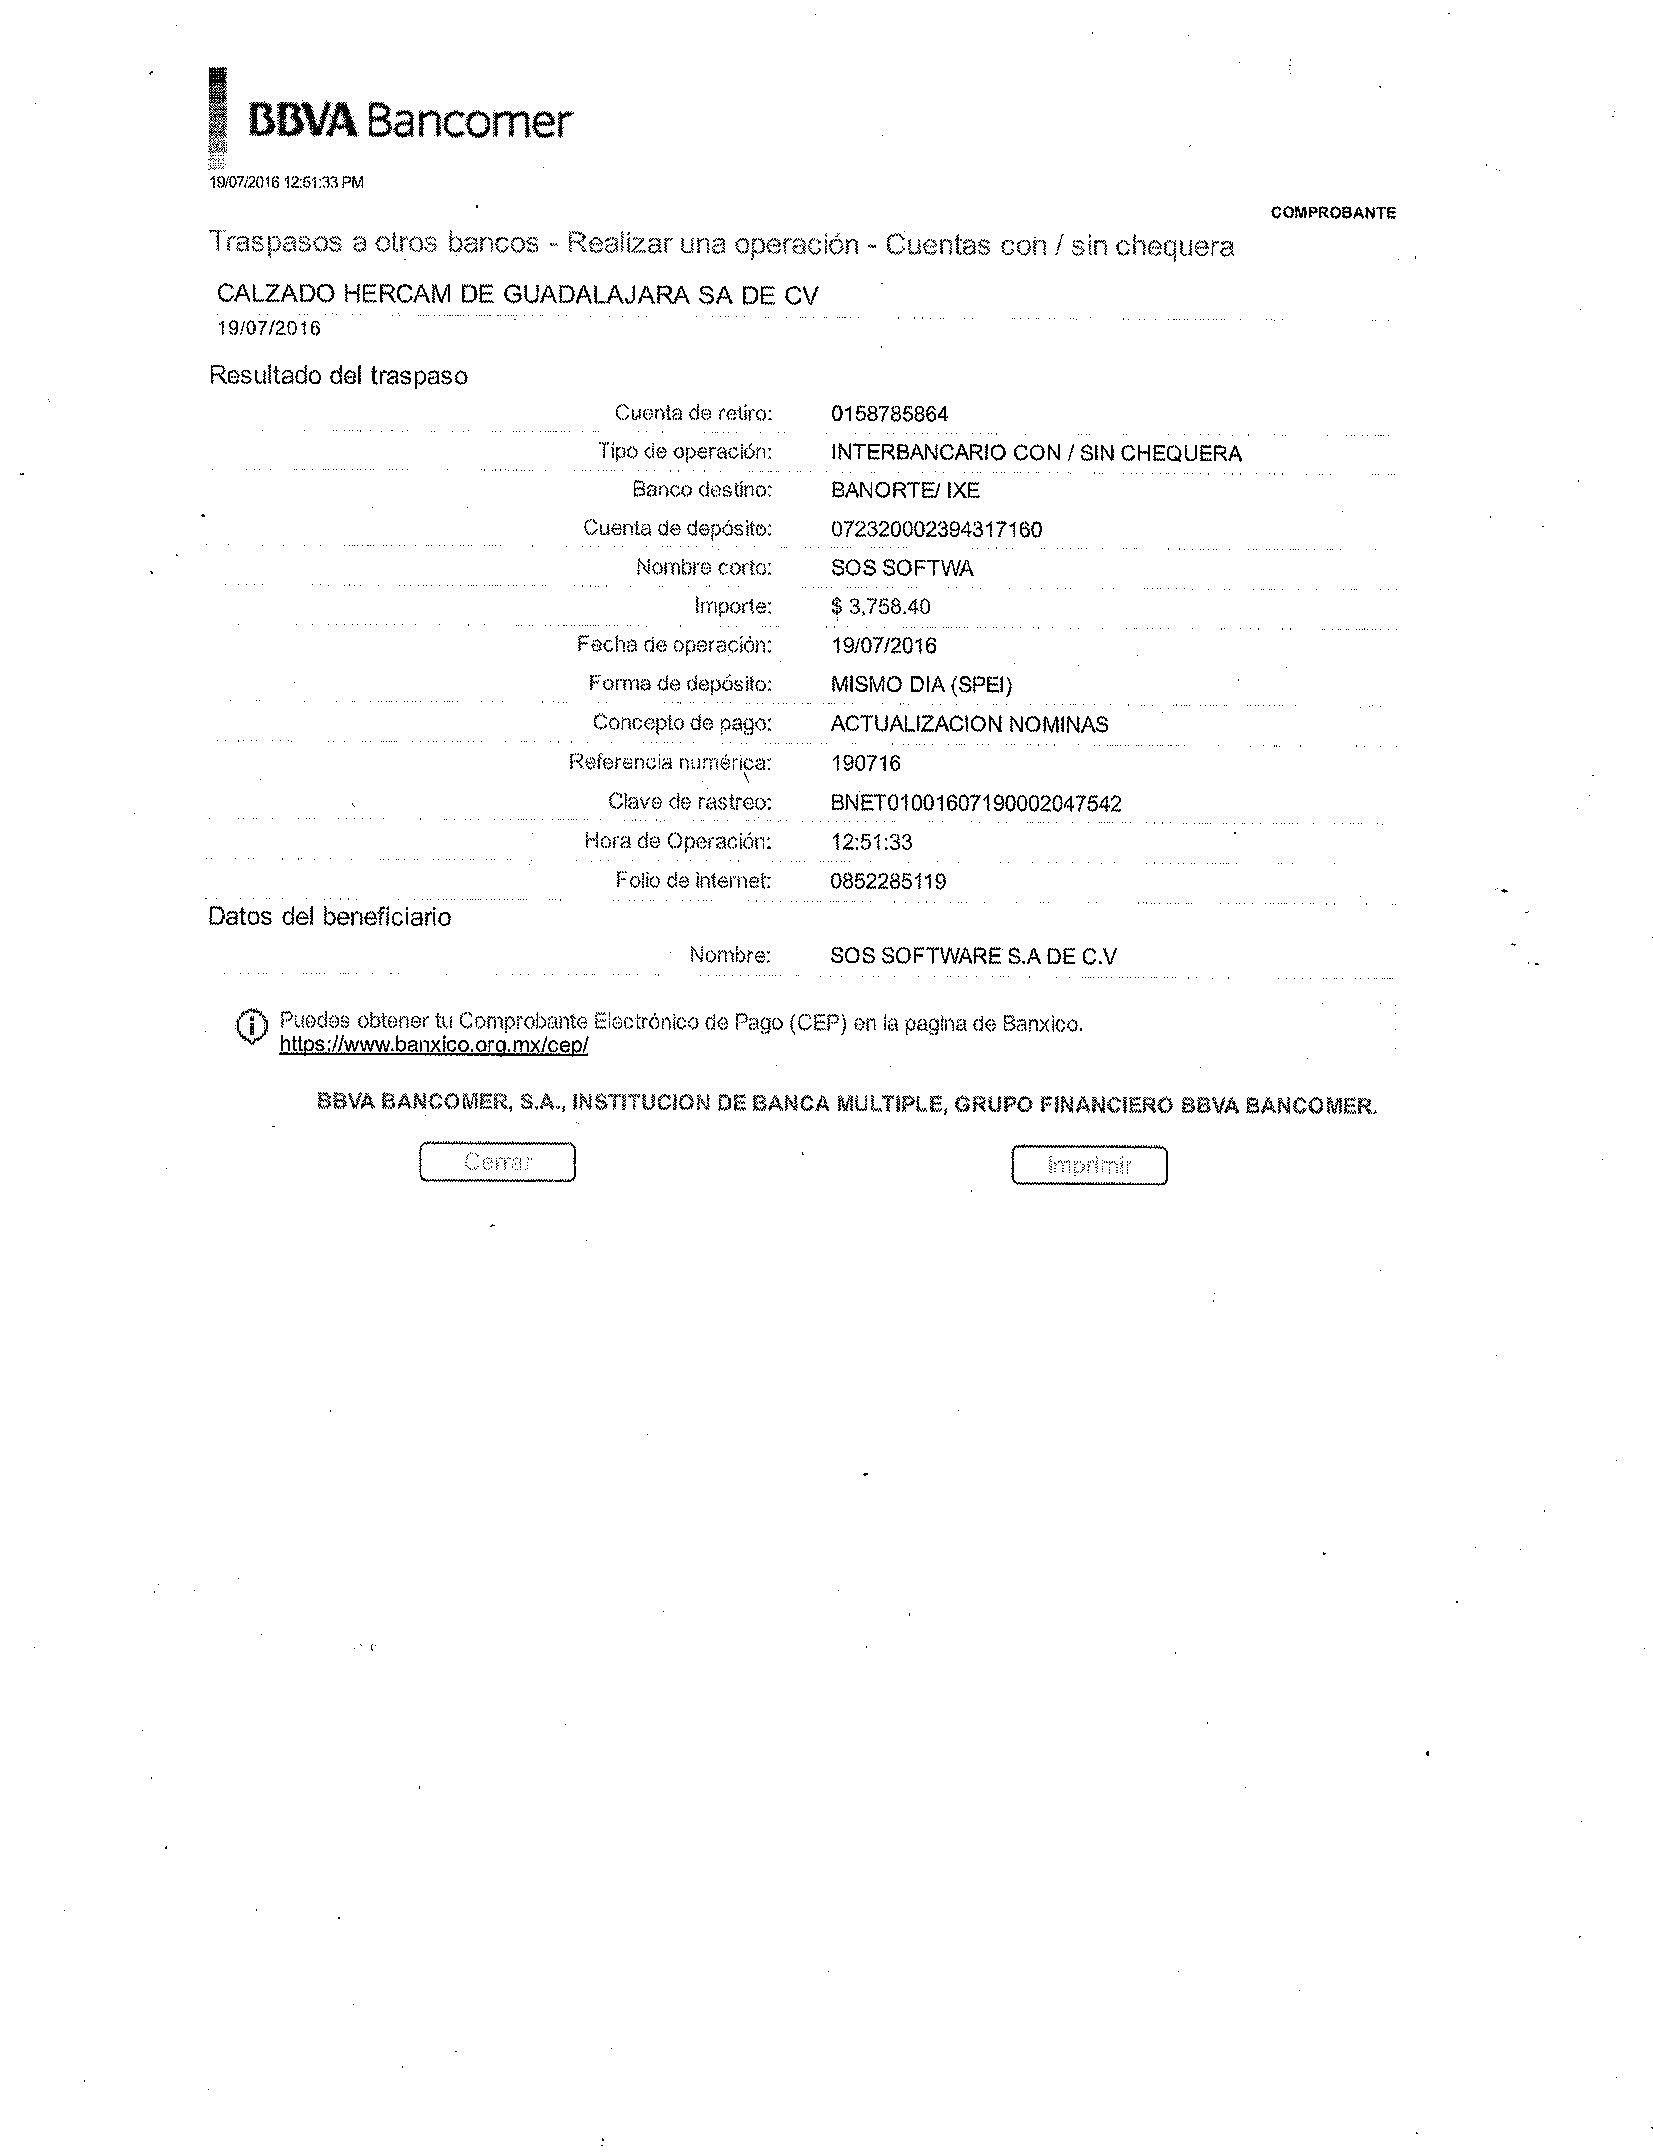 BBVA Bancomer
19/07/2016 12:51:33 PM
COMPROBANTE
Traspasos a otros bancos - Realizar una operación - Cuentas con / sin chequera
CALZADO HERCAM DE GUADALAJARA SA DE CV
19/07/2016
Resultado del traspaso
Cuenta de retiro: 0158785864
Tipo de operación: INTERBANCARIO CON / SIN CHEQUERA
Banco destino: BANORTE/ IXE
Cuenta de depósito: 072320002394317160
Nombre corto: SOS SOFTWA
Importe: $ 3,758.40
Fecha de operación: 19/07/2016
Forma de depósito: MISMO DIA (SPEI)
Concepto de pago: ACTUALIZACION NOMINAS
Referencia numérica: 190716
Clave de rastreo: BNET01001607190002047542
Hora de Operación: 12:51:33
Folio de internet: 0852285119
Datos del beneficiario
Nombre: SOS SOFTWARE S.A DE C.V
Puedes obtener tu Comprobante Electrónico de Pago (CEP) en la pagina de Banxico.
https://www.banxico.org.mx/cep/
BBVA BANCOMER, S.A., INSTITUCION DE BANCA MULTIPLE, GRUPO FINANCIERO BBVA BANCOMER.
Cerrar
Imprimir